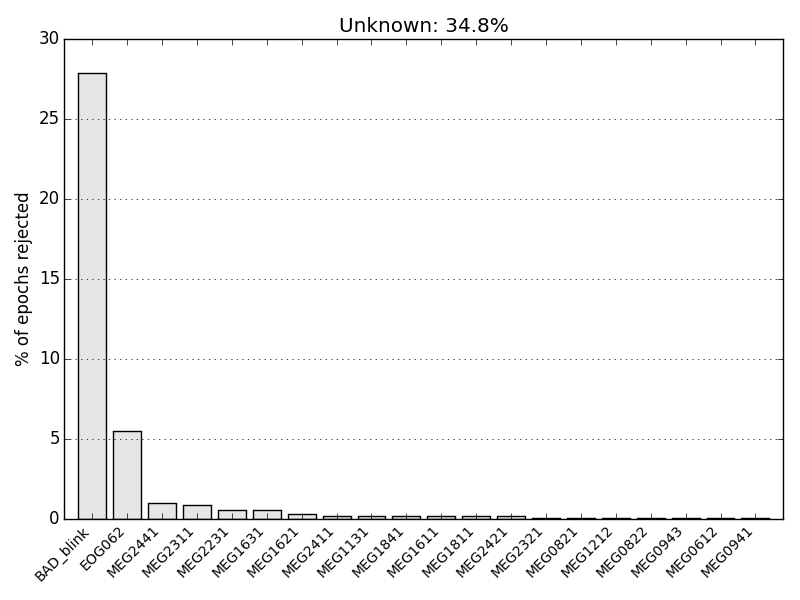 Unknown: 34.8%
% of epochs rejected
30
25
20
15
10
5
0
BAD_blink
EOG062
MEG2441
MEG2311
MEG2231
MEG1631
MEG1621
MEG2411
MEG1131
MEG1841
MEG1611
MEG1811
MEG2421
MEG2321
MEG0821
MEG1212
MEG0822
MEG0943
MEG0612
MEG0941